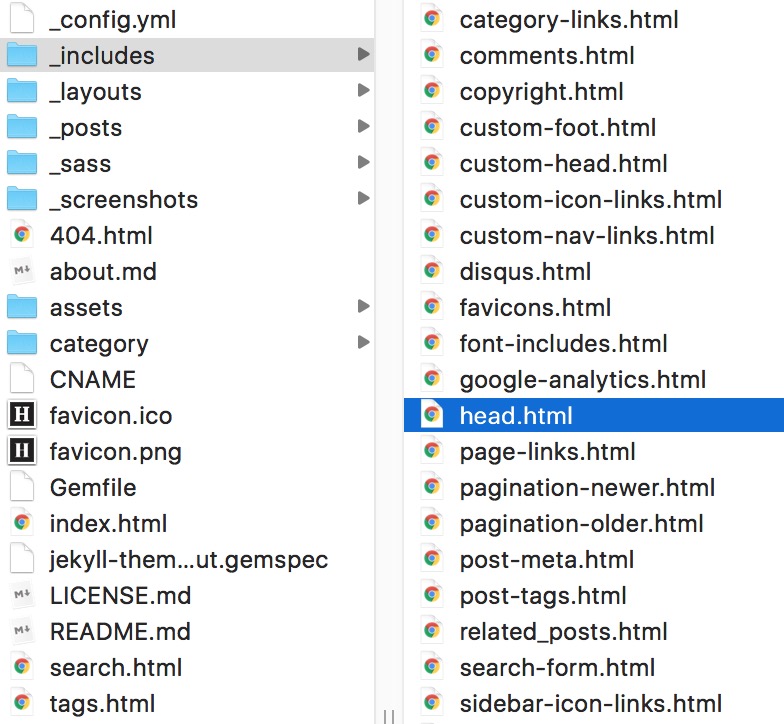 _config.yml
_includes
_layouts
_posts
_sass
_screenshots
404.html
about.md
assets
category
CNAME
favicon.ico
favicon.png
Gemfile
index.html
jekyll-them...ut.gemspec
LICENSE.md
README.md
search.html
tags.html
category-links.html
comments.html
copyright.html
custom-foot.html
custom-head.html
custom-icon-links.html
custom-nav-links.html
disqus.html
favicons.html
font-includes.html
google-analytics.html
head.html
page-links.html
pagination-newer.html
pagination-older.html
post-meta.html
post-tags.html
related_posts.html
search-form.html
sidebar-icon-links.html